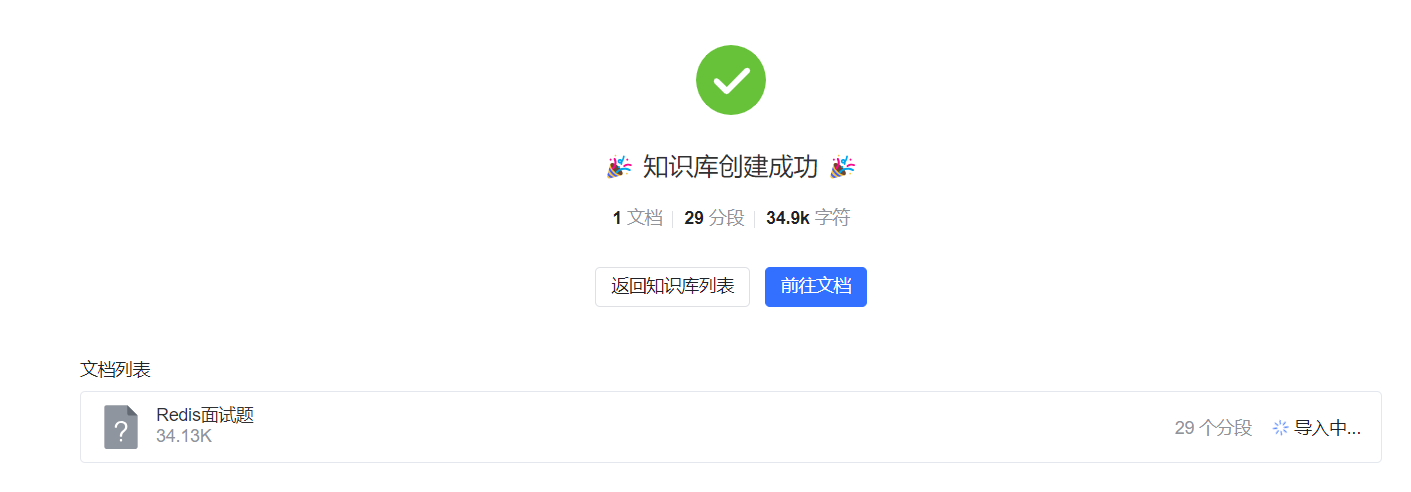 🎉 知识库创建成功 🎉
1 文档 | 29 分段 | 34.9k 字符
返回知识库列表 前往文档
文档列表
Redis面试题
34.13K
29 个分段 导入中...